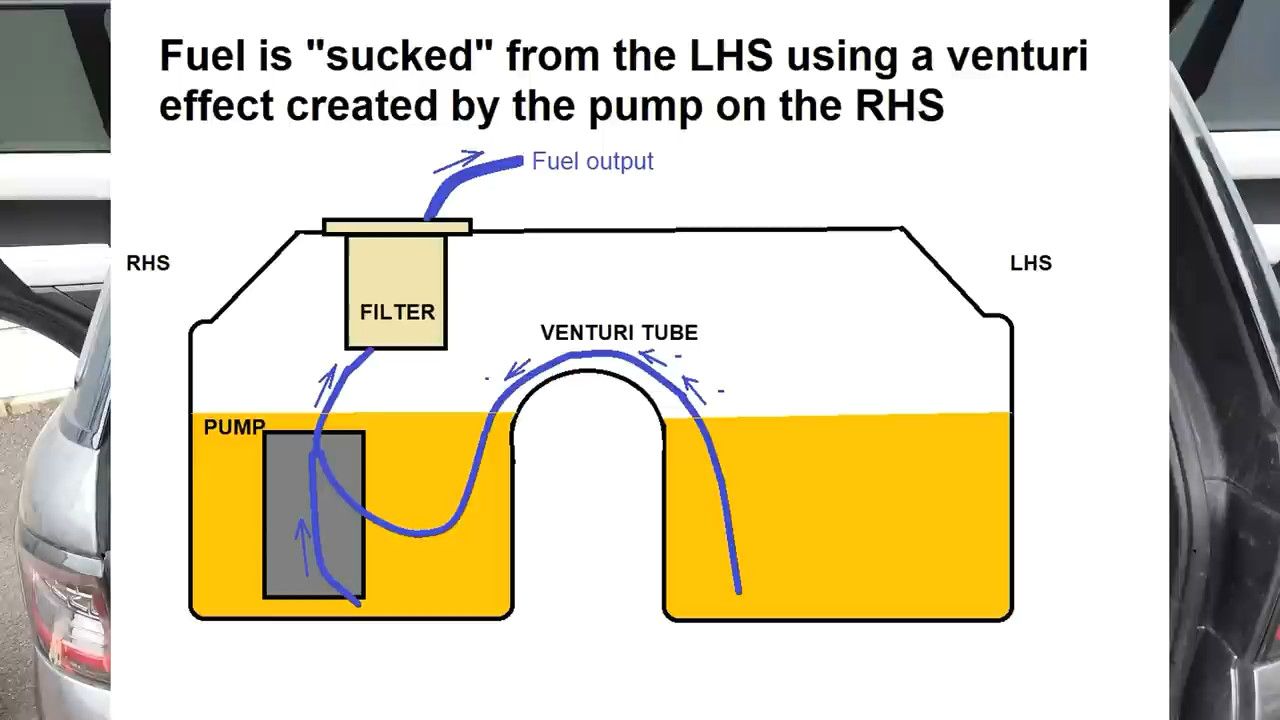 Fuel is "sucked" from the LHS using a venturi
effect created by the pump on the RHS
Fuel output
RHS
LHS
FILTER
VENTURI TUBE
PUMP